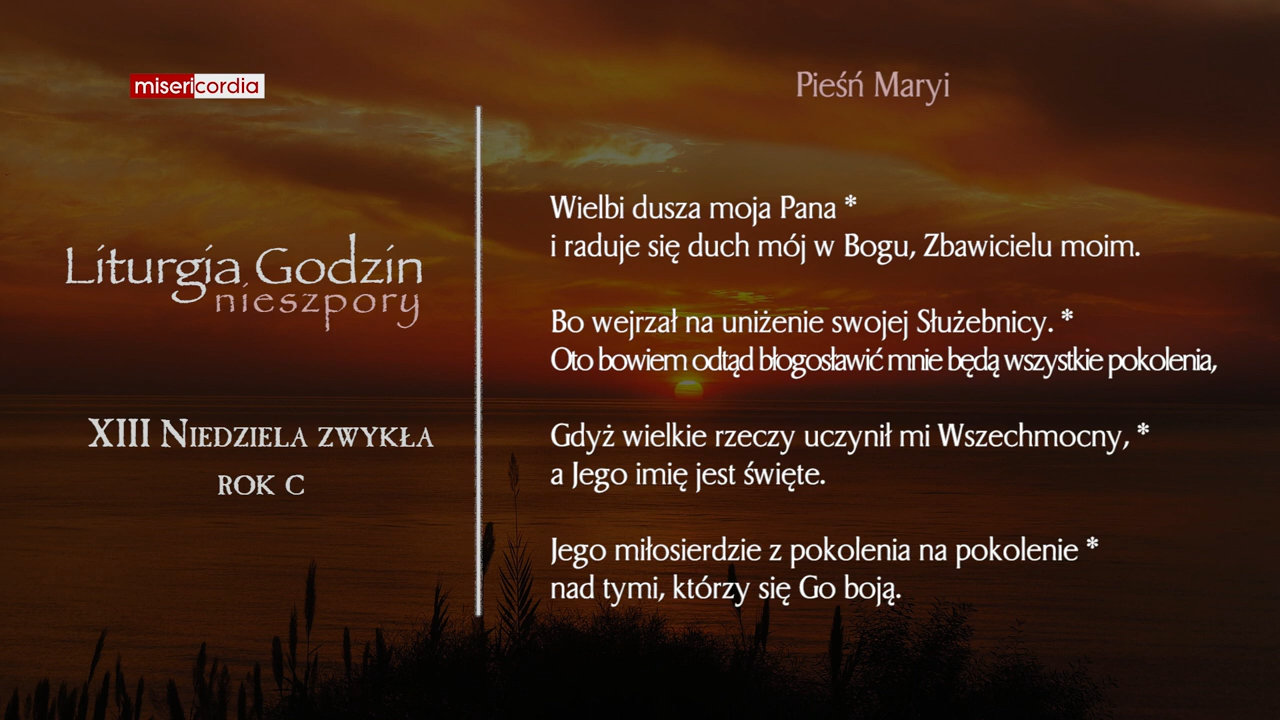 misericordia
Liturgia Godzin
nieszpory
XIII Niedziela zwykła
rok C
Pieśń Maryi
Wielbi dusza moja Pana *
i raduje się duch mój w Bogu, Zbawicielu moim.
Bo wejrzał na uniżenie swojej Służebnicy. *
Oto bowiem odtąd błogosławić mnie będą wszystkie pokolenia,
Gdyż wielkie rzeczy uczynił mi Wszechmocny, *
a Jego imię jest święte.
Jego miłosierdzie z pokolenia na pokolenie *
nad tymi, którzy się Go boją.